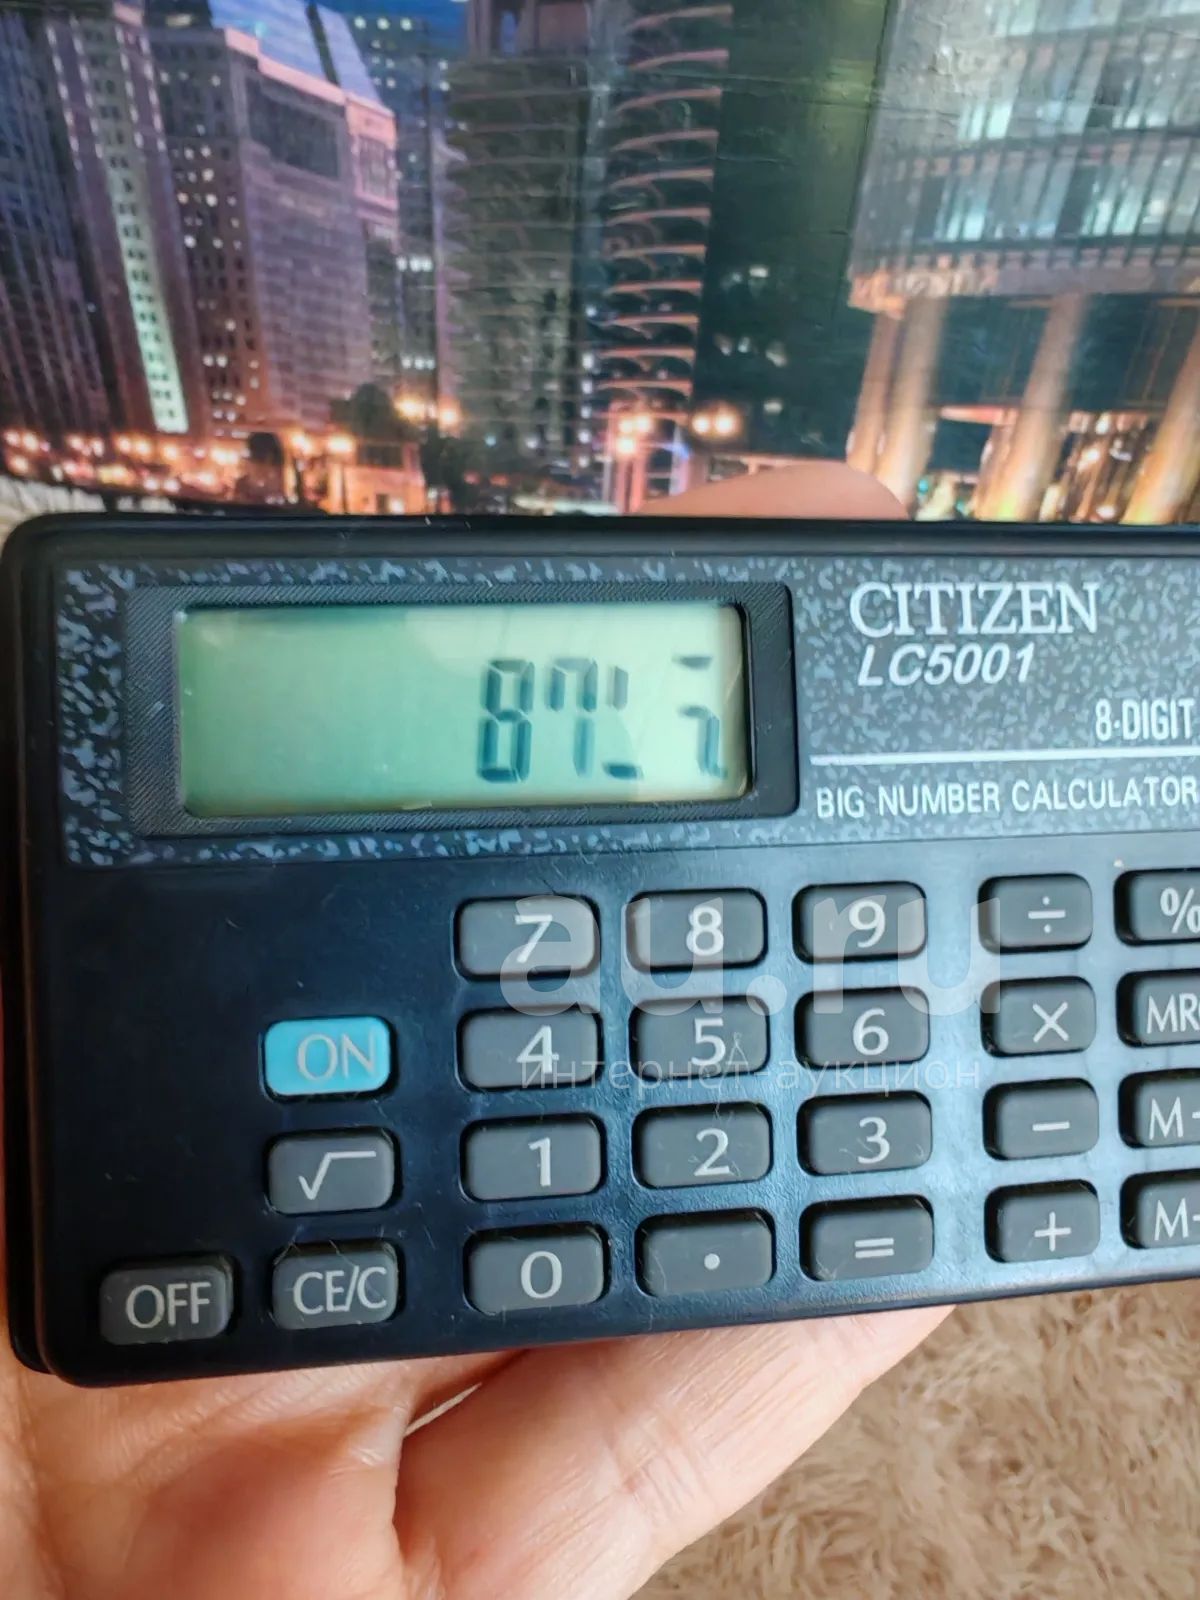 CITIZEN
LC5001
8-DIGIT
BIG NUMBER CALCULATOR
7 8 9 ÷ %
ON 4 5 6 × MR
√ 1 2 3 − M-
OFF CE/C 0 . = + M-
au.ru
интернет-аукцион